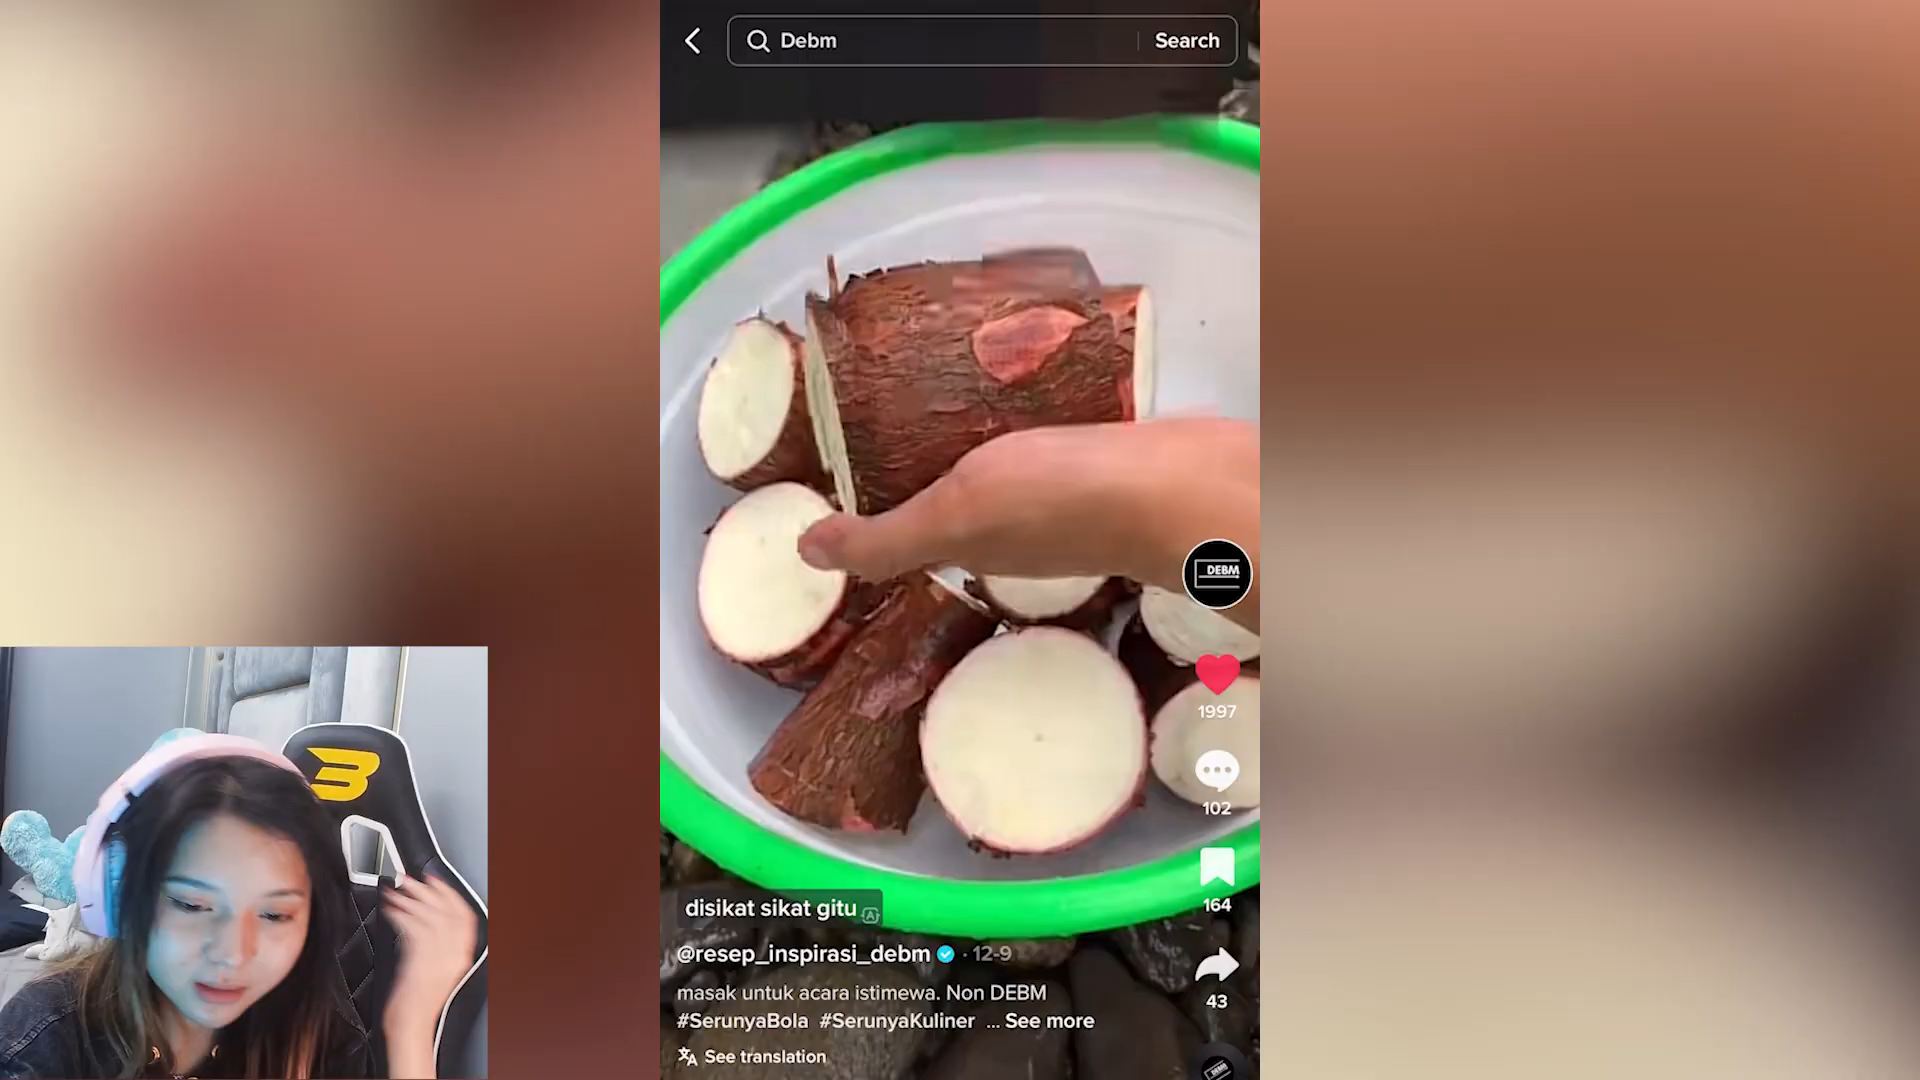 Debm
Search
DEBM
1997
102
disikat sikat gitu
164
@resep_inspirasi_debm · 12-9
masak untuk acara istimewa. Non DEBM
#SerunyaBola #SerunyaKuliner ... See more
43
See translation
DEBM